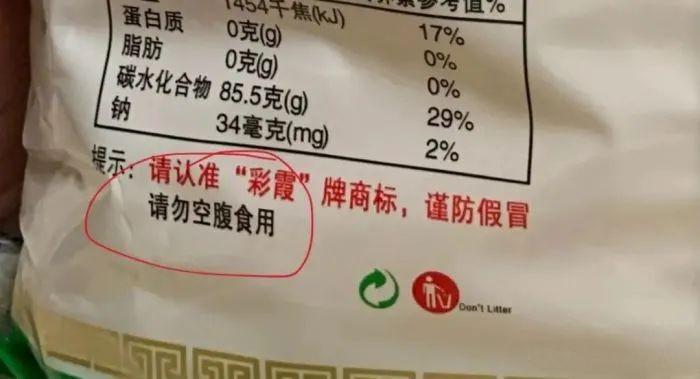 1454千焦(kJ) 17%
蛋白质 0克(g) 0%
脂肪 0克(g) 0%
碳水化合物 85.5克(g) 29%
钠 34毫克(mg) 2%
提示：请认准“彩霞”牌商标，谨防假冒
请勿空腹食用
Don't Litter